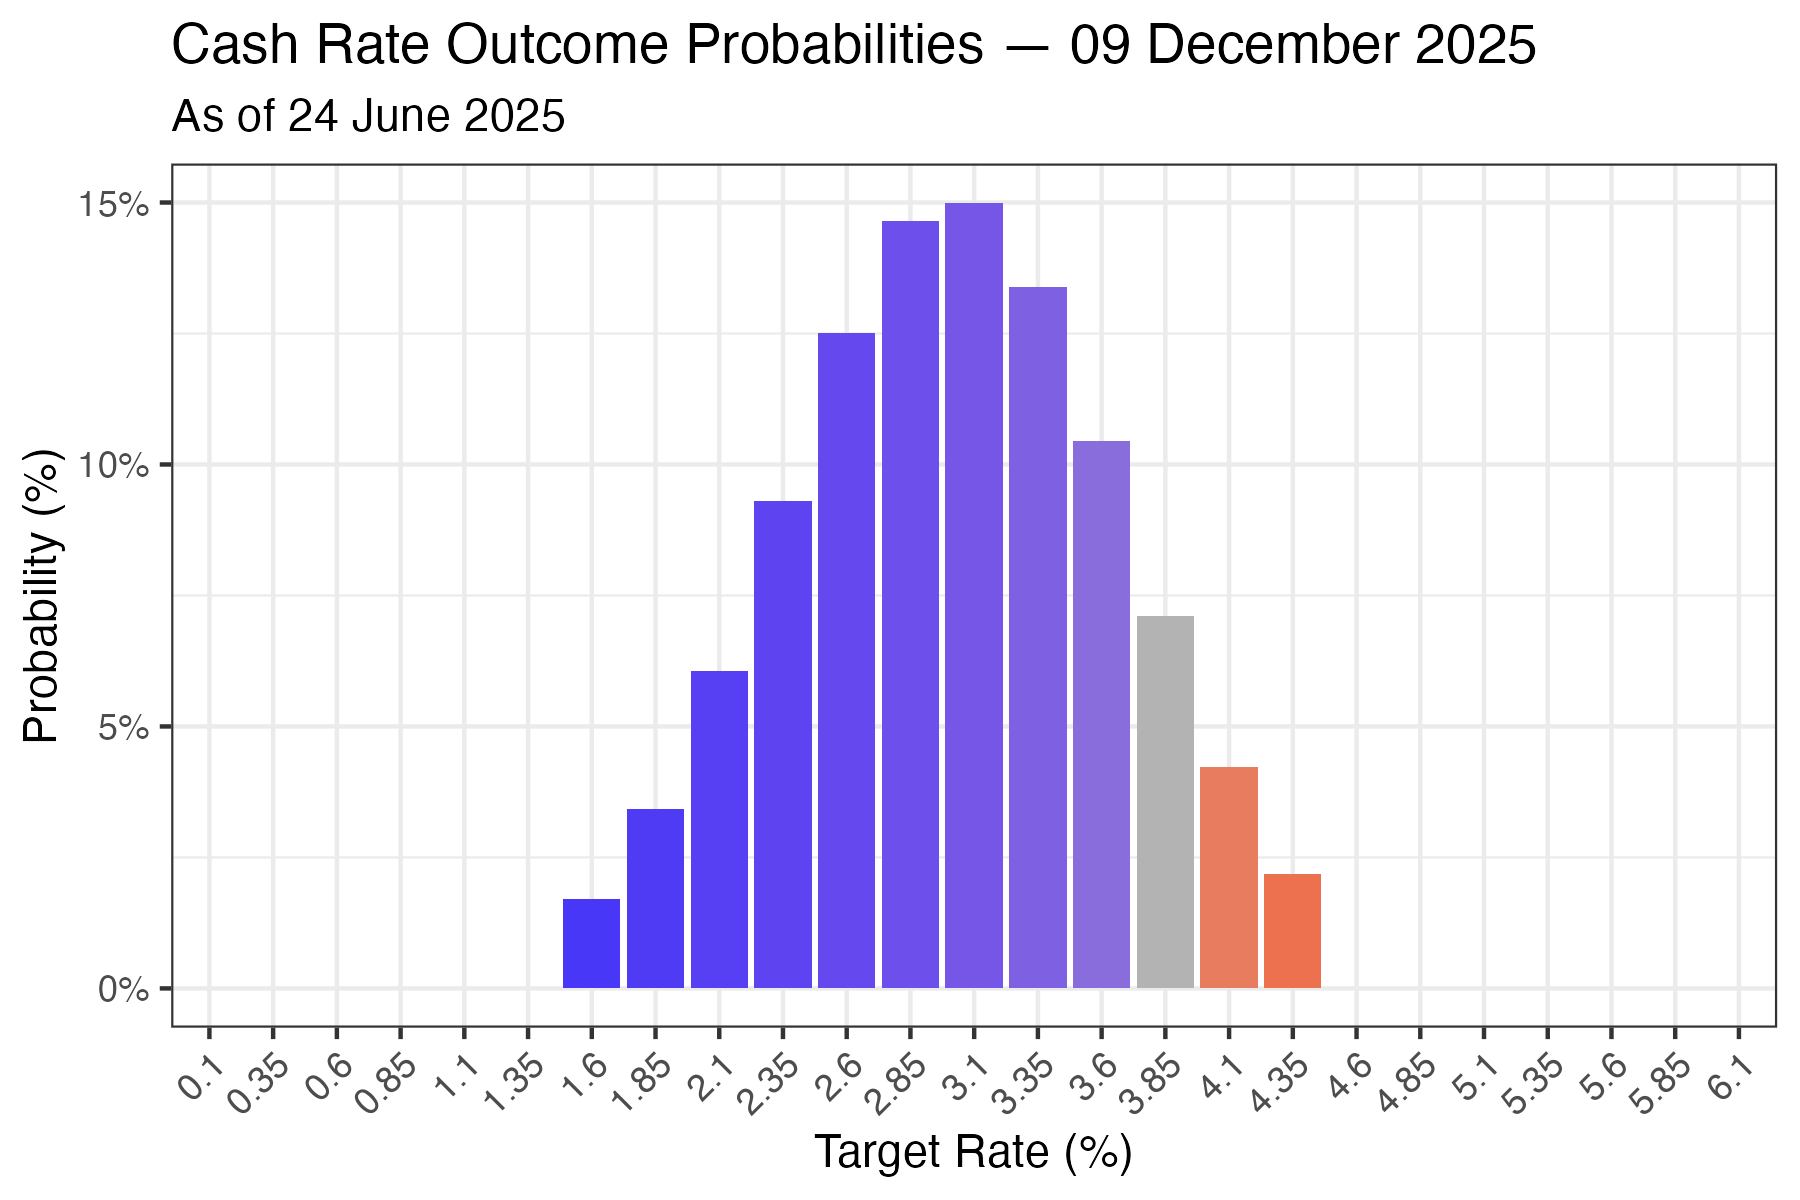 Cash Rate Outcome Probabilities — 09 December 2025
As of 24 June 2025
Probability (%)
15%
10%
5%
0%
0.1 0.35 0.6 0.85 1.1 1.35 1.6 1.85 2.1 2.35 2.6 2.85 3.1 3.35 3.6 3.85 4.1 4.35 4.6 4.85 5.1 5.35 5.6 5.85 6.1
Target Rate (%)